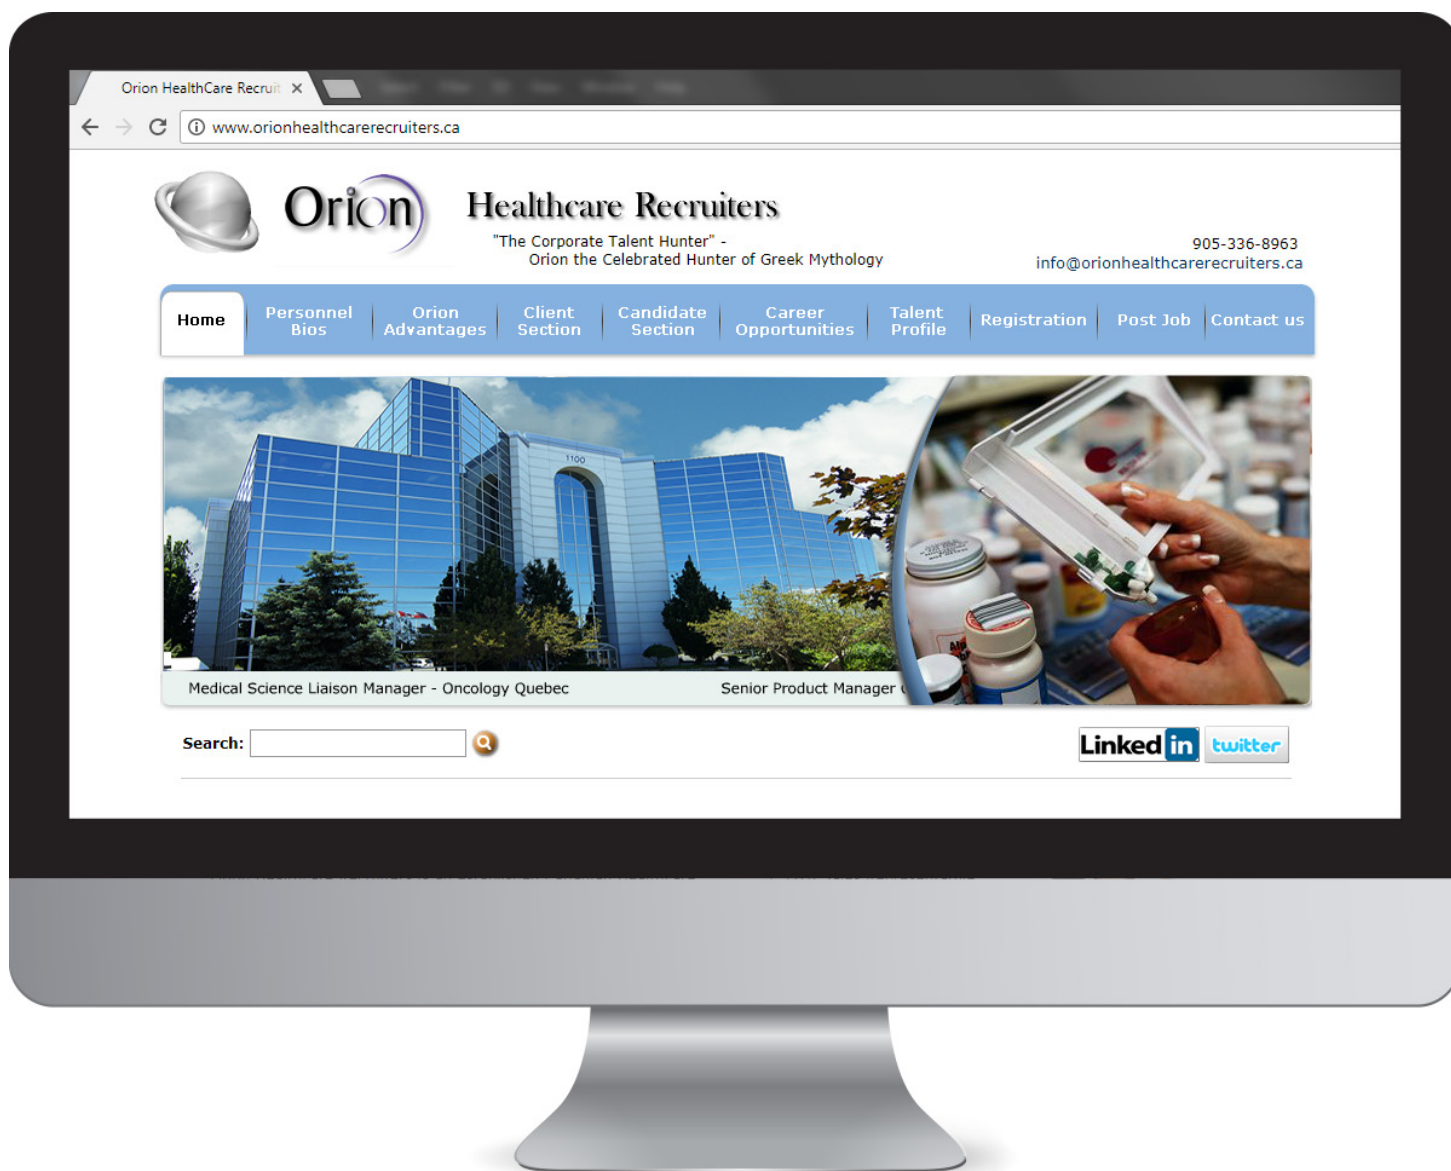 Orion HealthCare Recruit
www.orionhealthcarerecruiters.ca
Orion Healthcare Recruiters
"The Corporate Talent Hunter" -
Orion the Celebrated Hunter of Greek Mythology
905-336-8963
info@orionhealthcarerecruiters.ca
Home
Personnel
Bios
Orion
Advantages
Client
Section
Candidate
Section
Career
Opportunities
Talent
Profile
Registration
Post Job
Contact us
1100
Medical Science Liaison Manager - Oncology Quebec
Senior Product Manager
Search:
Linked in
twitter